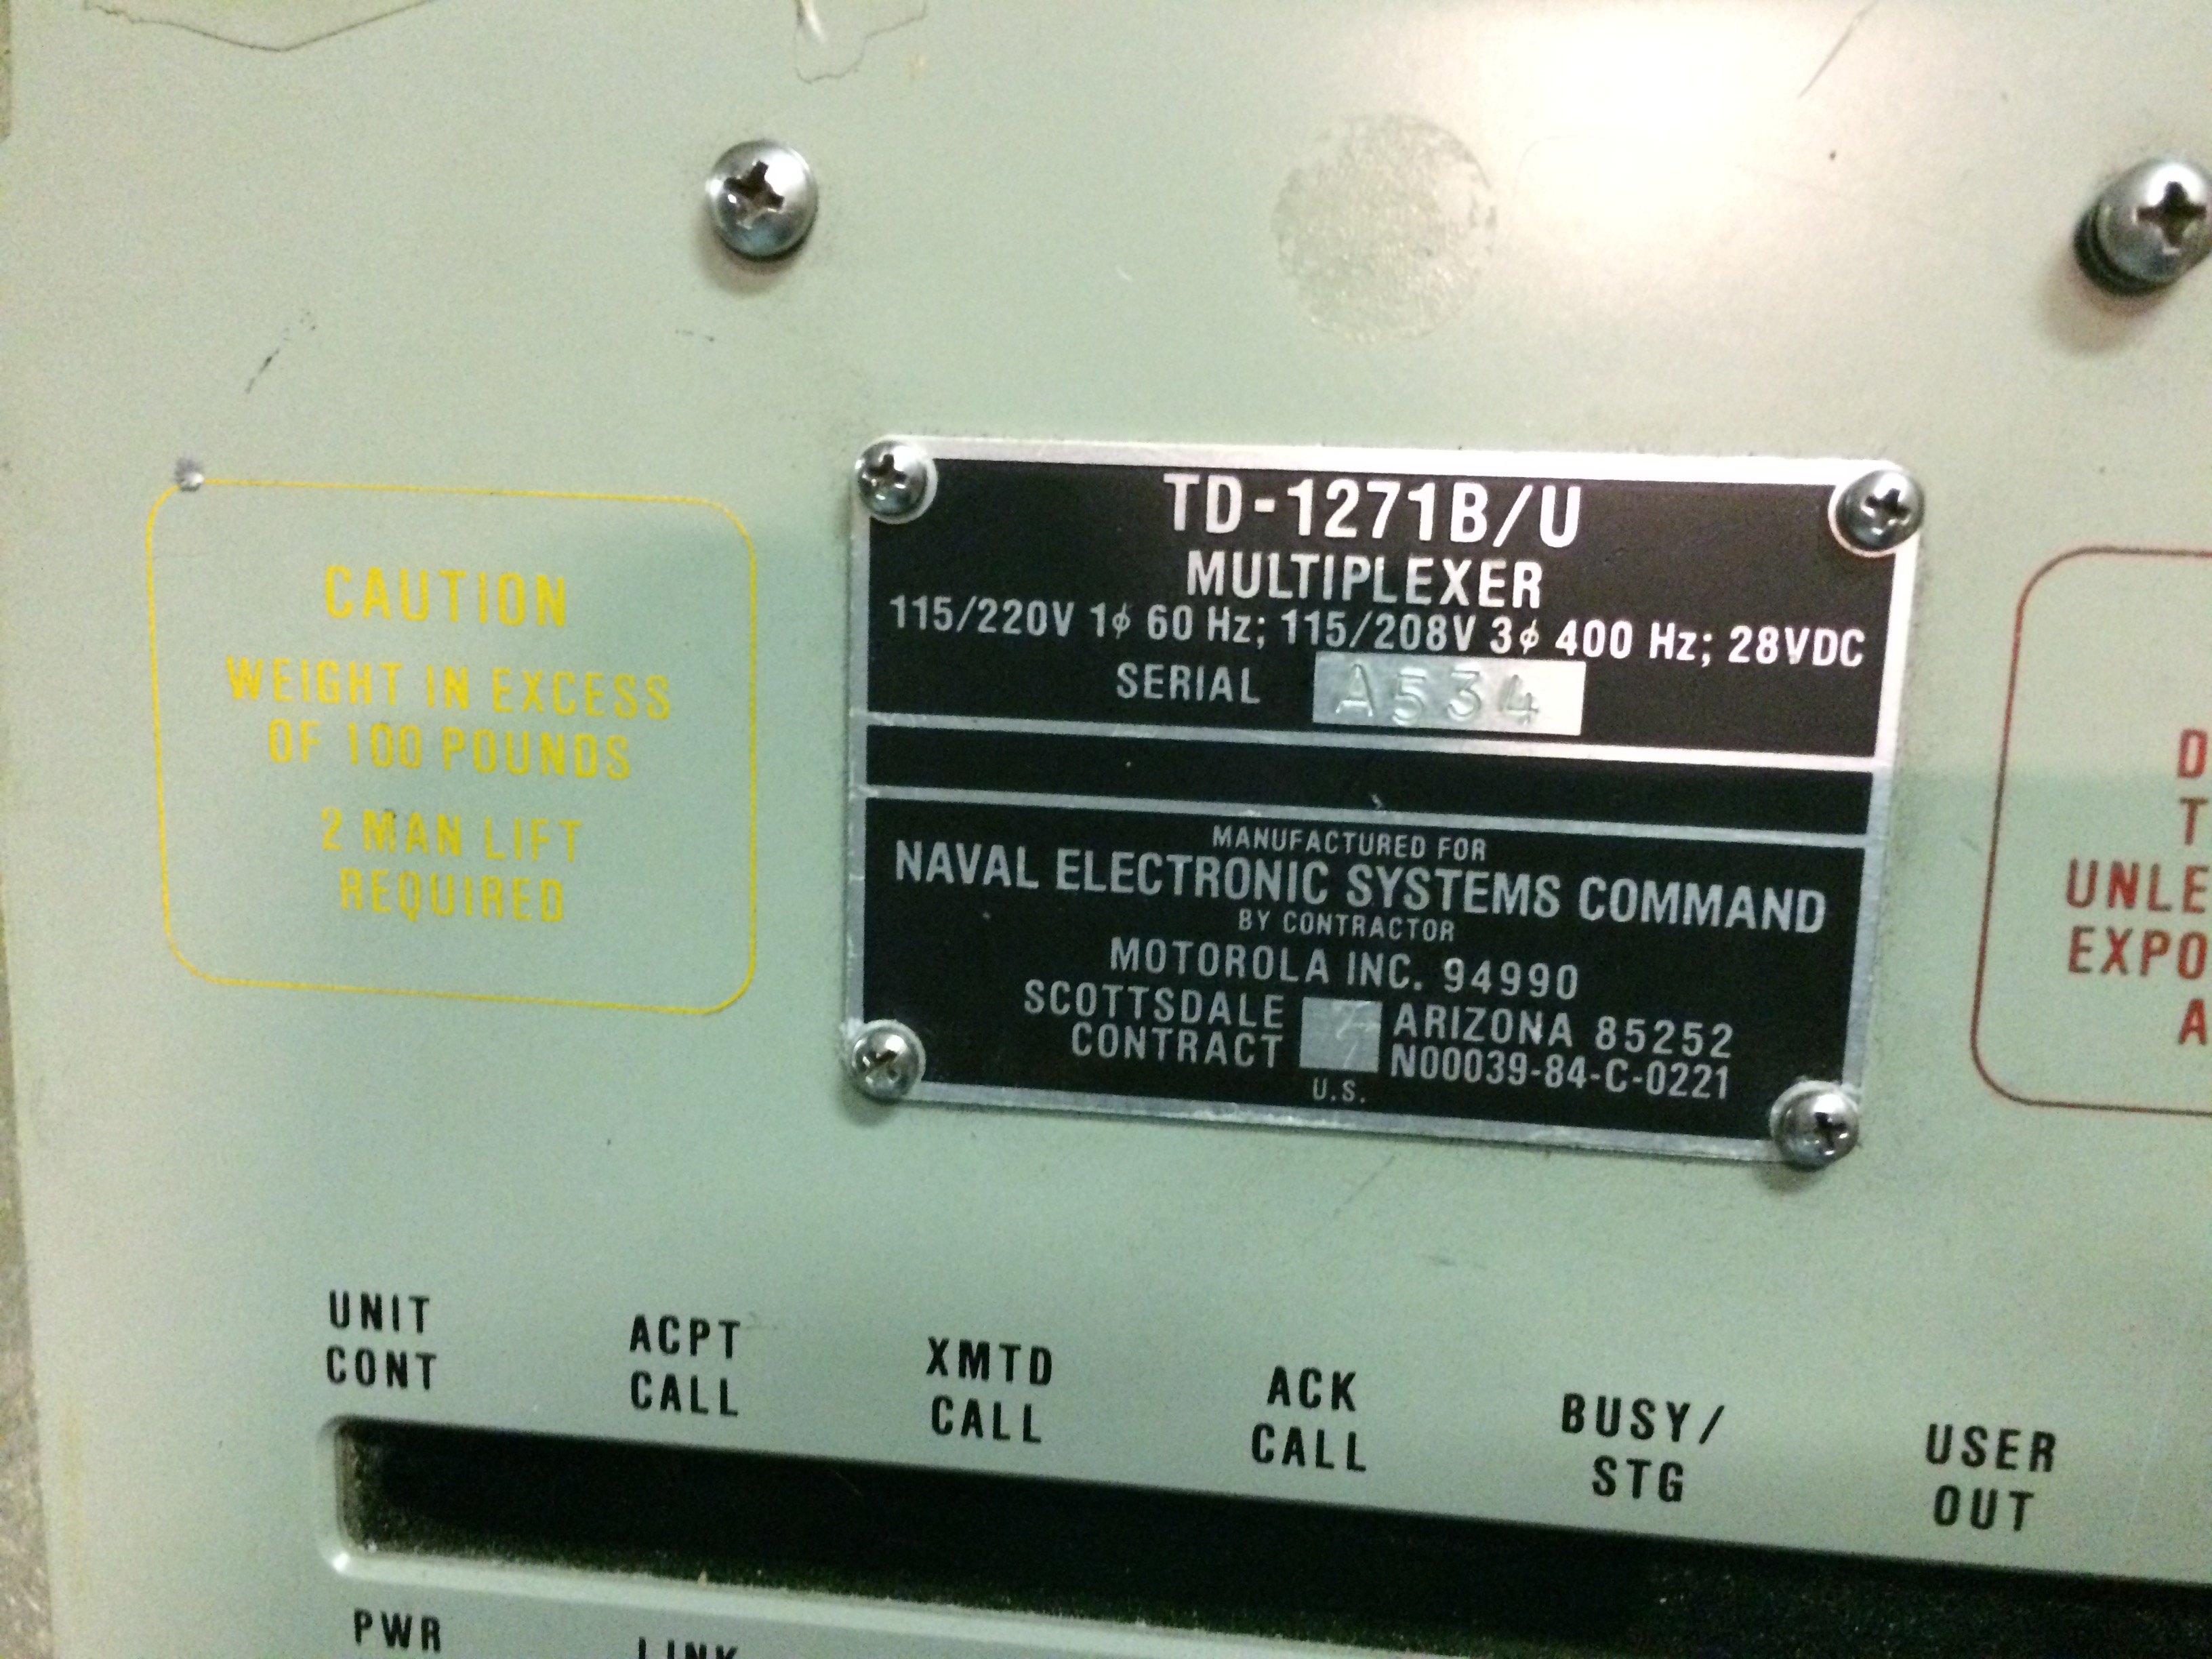 CAUTION
WEIGHT IN EXCESS
OF 100 POUNDS
2 MAN LIFT
REQUIRED
TD-1271B/U
MULTIPLEXER
115/220V 1ϕ 60 Hz; 115/208V 3ϕ 400 Hz; 28VDC
SERIAL A534
MANUFACTURED FOR
NAVAL ELECTRONIC SYSTEMS COMMAND
BY CONTRACTOR
MOTOROLA INC. 94990
SCOTTSDALE ARIZONA 85252
CONTRACT N00039-84-C-0221
U.S.
D
T
UNLE
EXPO
A
UNIT
CONT
ACPT
CALL
XMTD
CALL
ACK
CALL
BUSY/
STG
USER
OUT
PWR
LINK